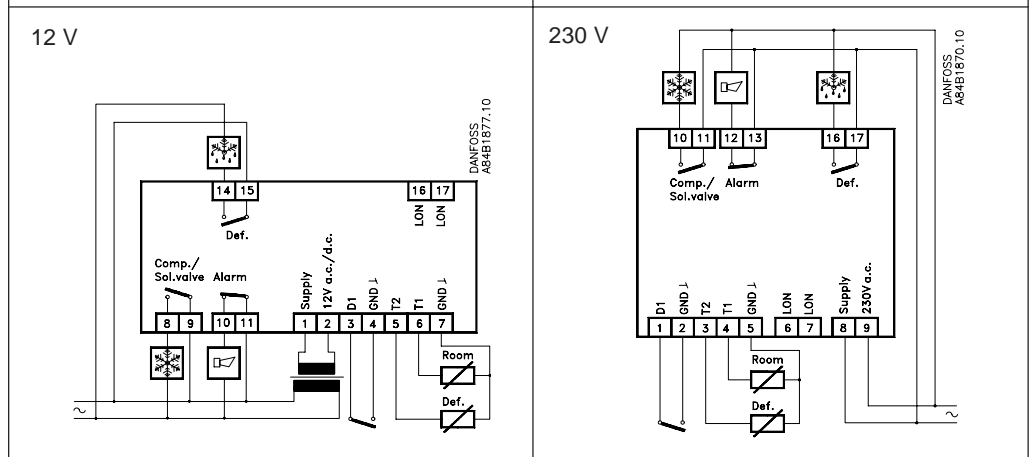 12 V
DANFOSS
A84B1877.10
14 15
16 17
LON
LON
Def.
Comp./
Sol.valve
Alarm
Supply
12V a.c./d.c.
D1
GND ⊥
T2
T1
GND ⊥
8 9
10 11
1 2 3 4 5 6 7
Room
Def.
~
230 V
DANFOSS
A84B1870.10
10 11 12 13
16 17
Comp./
Sol.valve
Alarm
Def.
D1
GND ⊥
T2
T1
GND ⊥
LON
LON
Supply
230V a.c.
1 2 3 4 5
6 7
8 9
Room
Def.
~